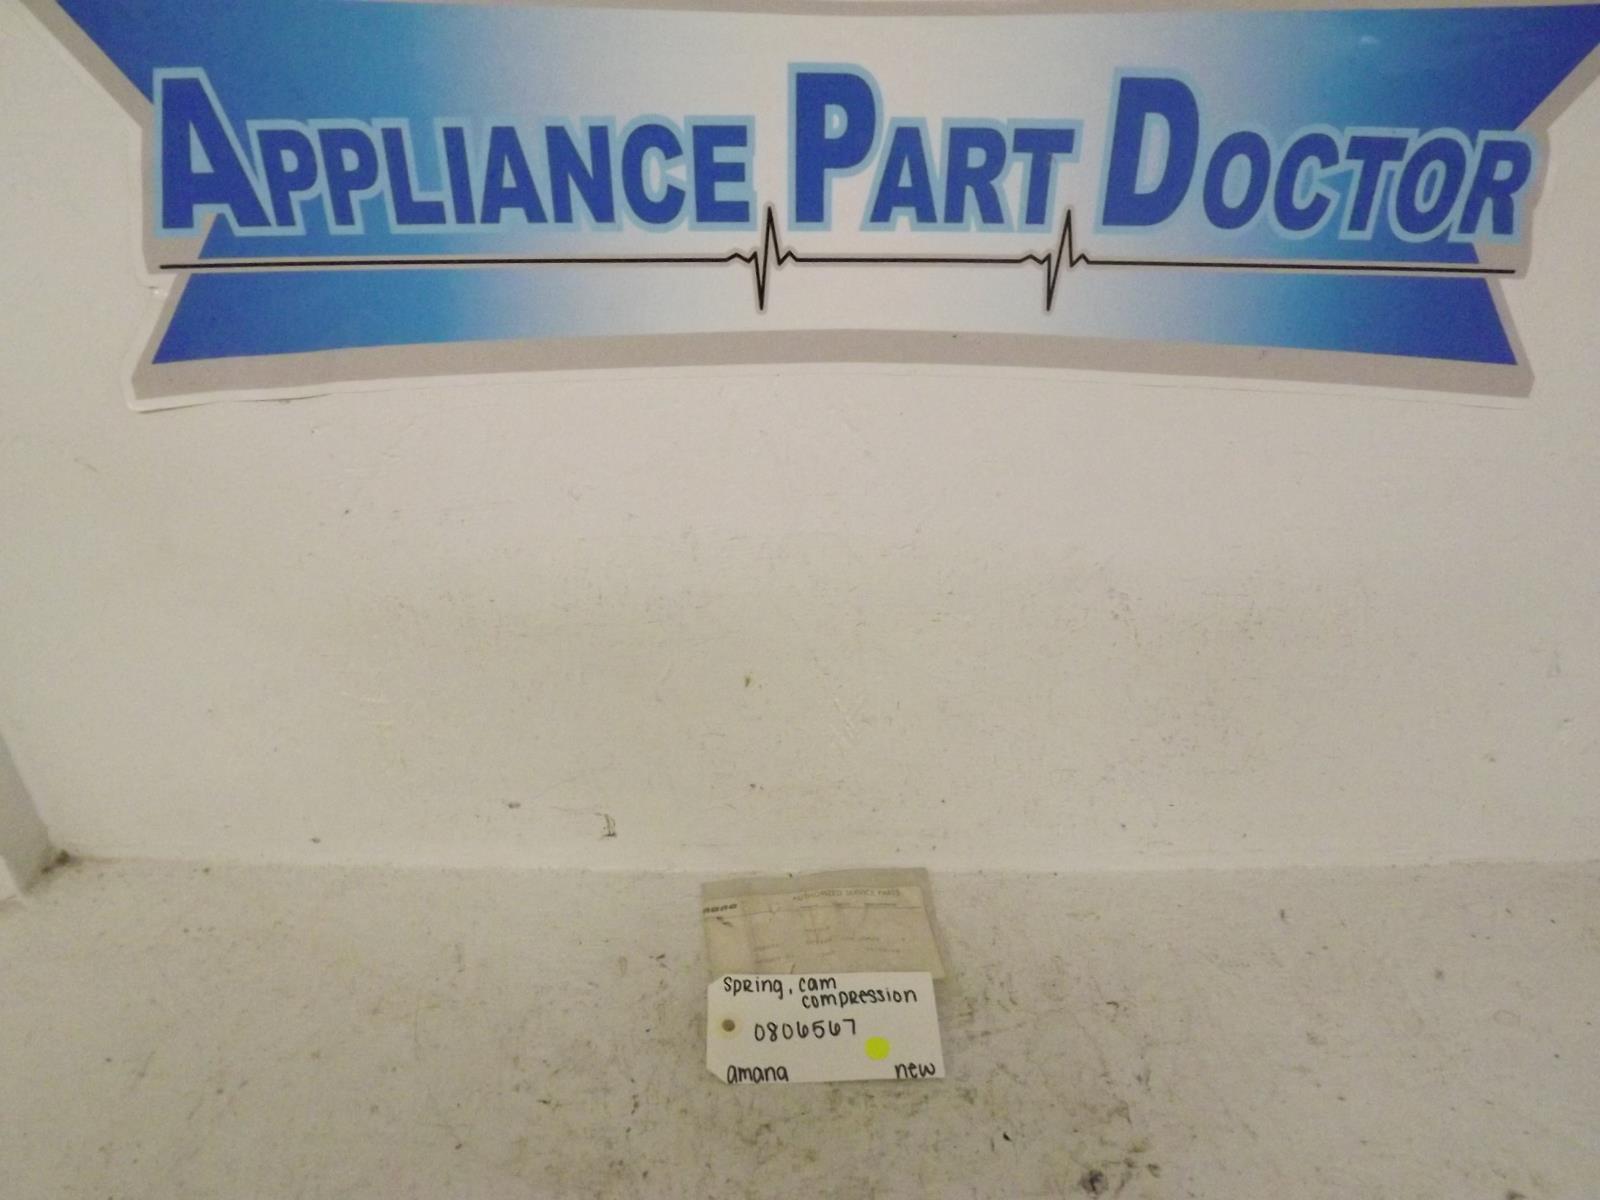 APPLIANCE PART DOCTOR
AUTHORIZED SERVICE PARTS
spring, cam
compression
0806567
amana new